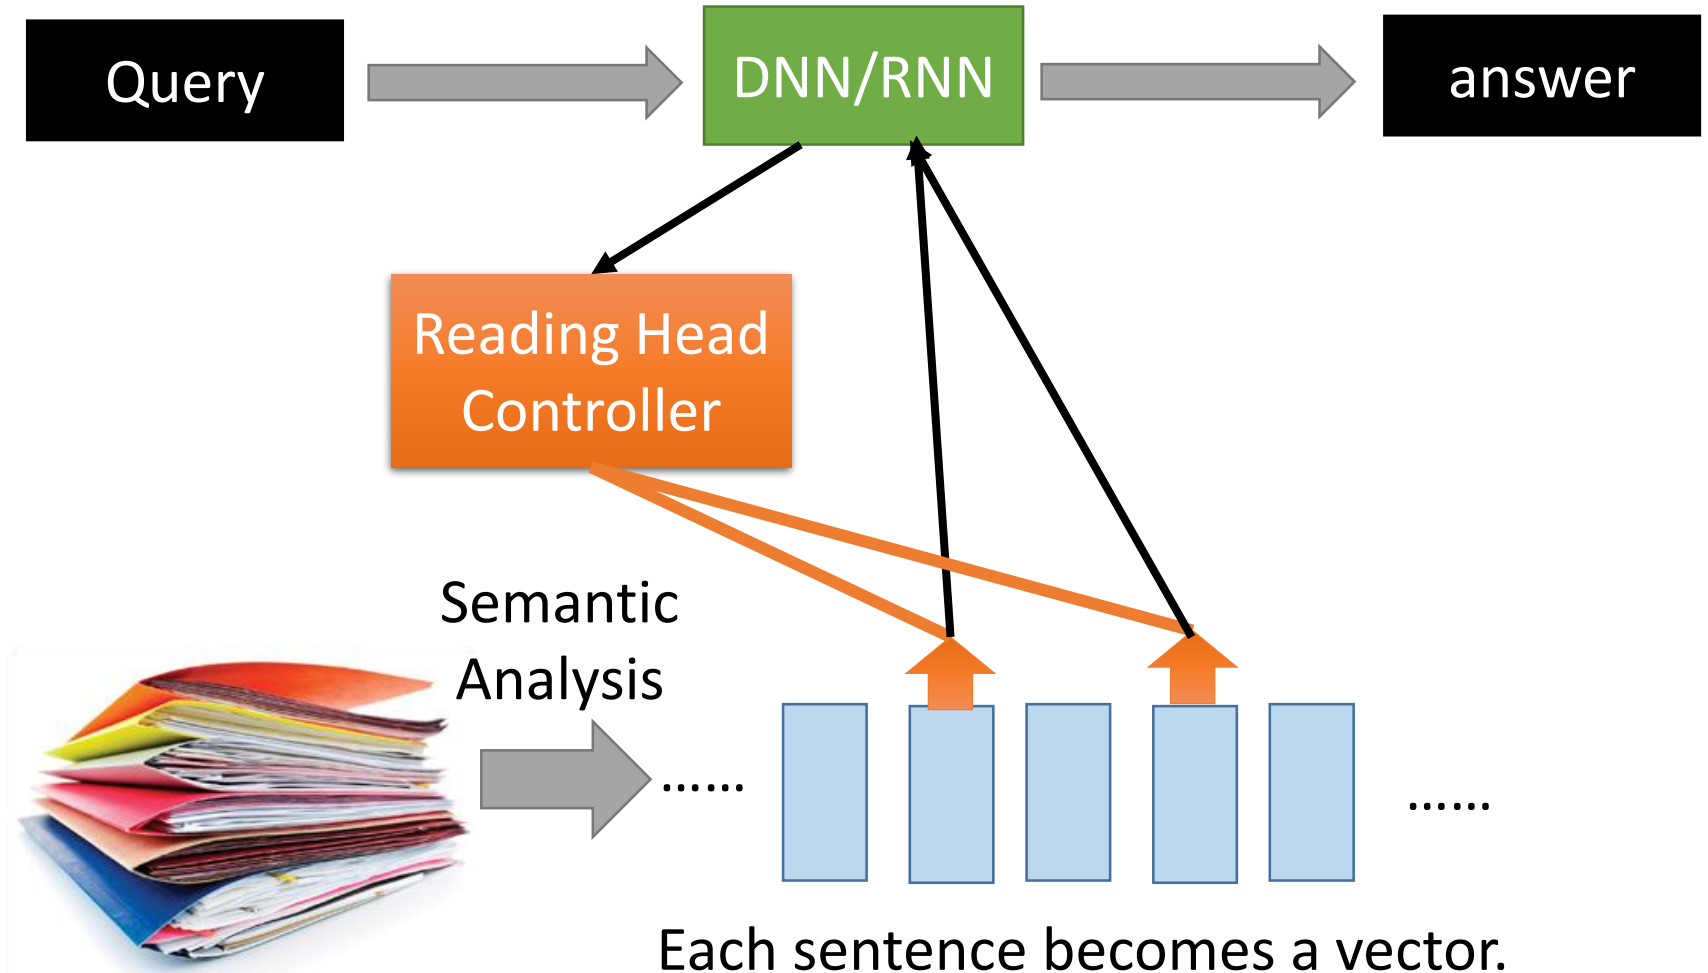 Query
DNN/RNN
answer
Reading Head
Controller
Semantic
Analysis
……
……
Each sentence becomes a vector.